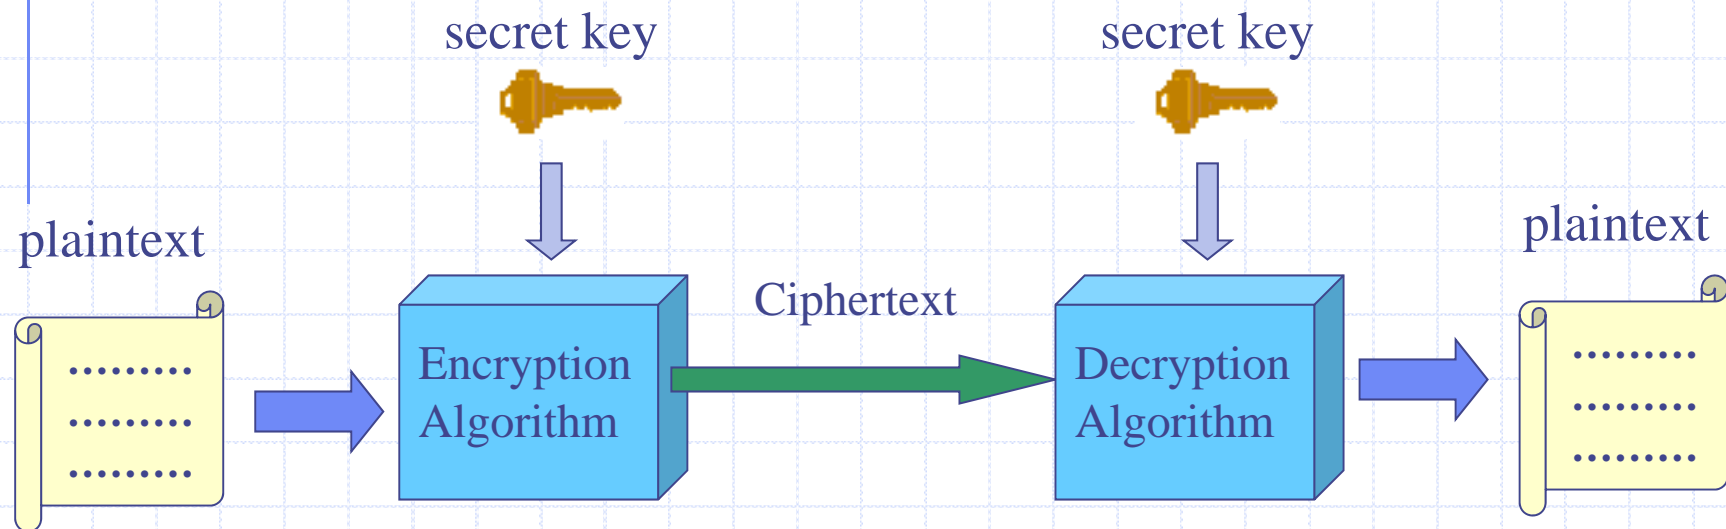 secret key
secret key
plaintext
plaintext
Ciphertext
Encryption
Algorithm
Decryption
Algorithm